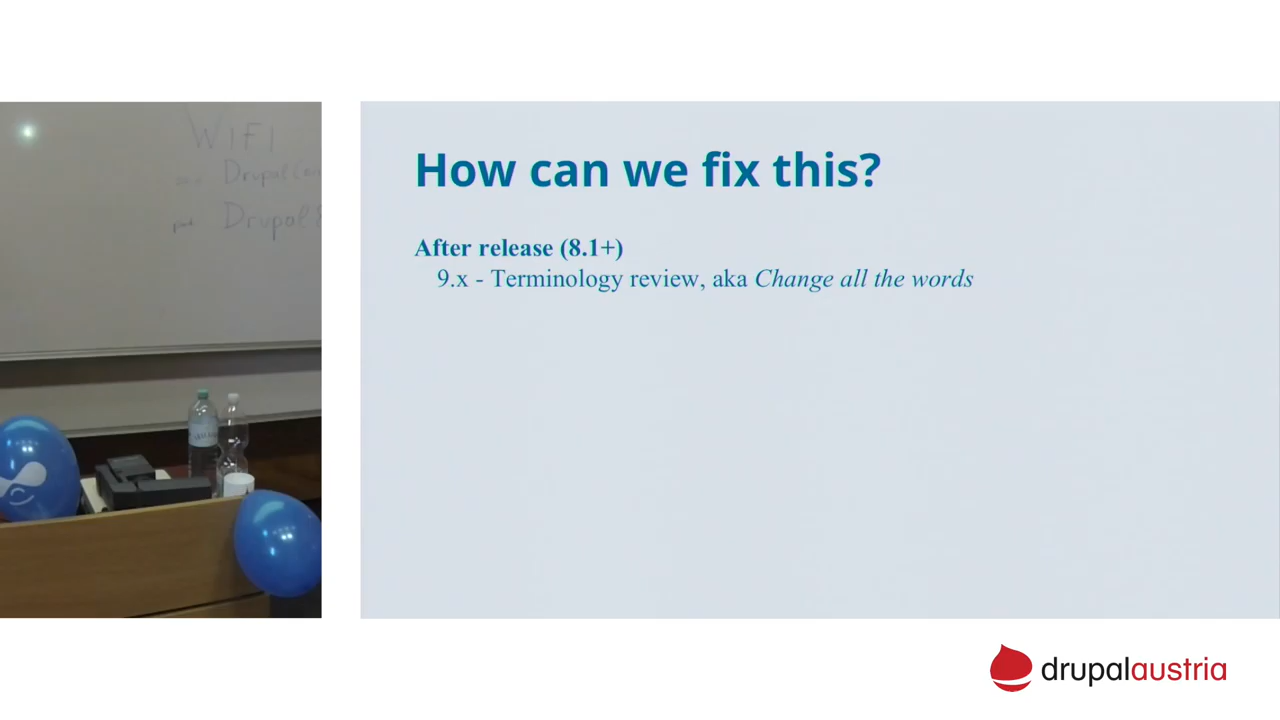 WIFI
Drupal
How can we fix this?
After release (8.1+)
9.x - Terminology review, aka Change all the words
drupalaustria